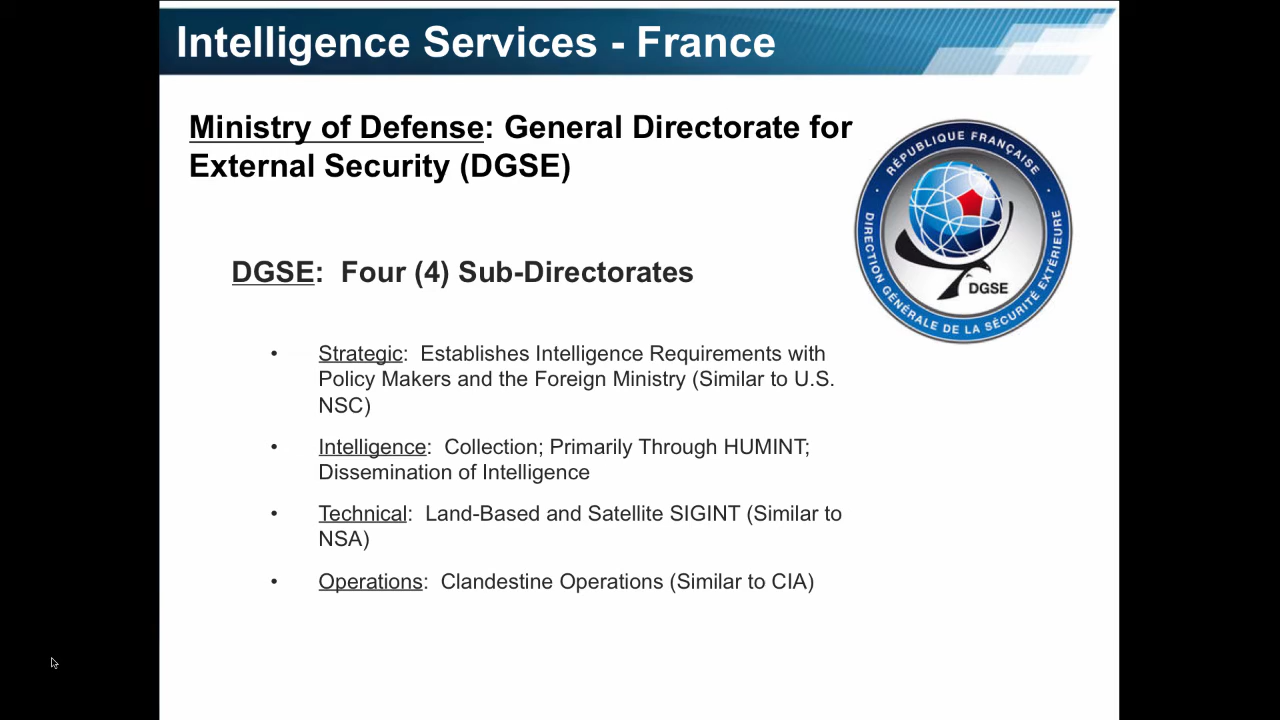 Intelligence Services - France
Ministry of Defense: General Directorate for
External Security (DGSE)
RÉPUBLIQUE FRANÇAISE
DIRECTION GÉNÉRALE DE LA SÉCURITÉ EXTÉRIEURE
DGSE
DGSE:  Four (4) Sub-Directorates
• Strategic:  Establishes Intelligence Requirements with
Policy Makers and the Foreign Ministry (Similar to U.S.
NSC)
• Intelligence:  Collection; Primarily Through HUMINT;
Dissemination of Intelligence
• Technical:  Land-Based and Satellite SIGINT (Similar to
NSA)
• Operations:  Clandestine Operations (Similar to CIA)